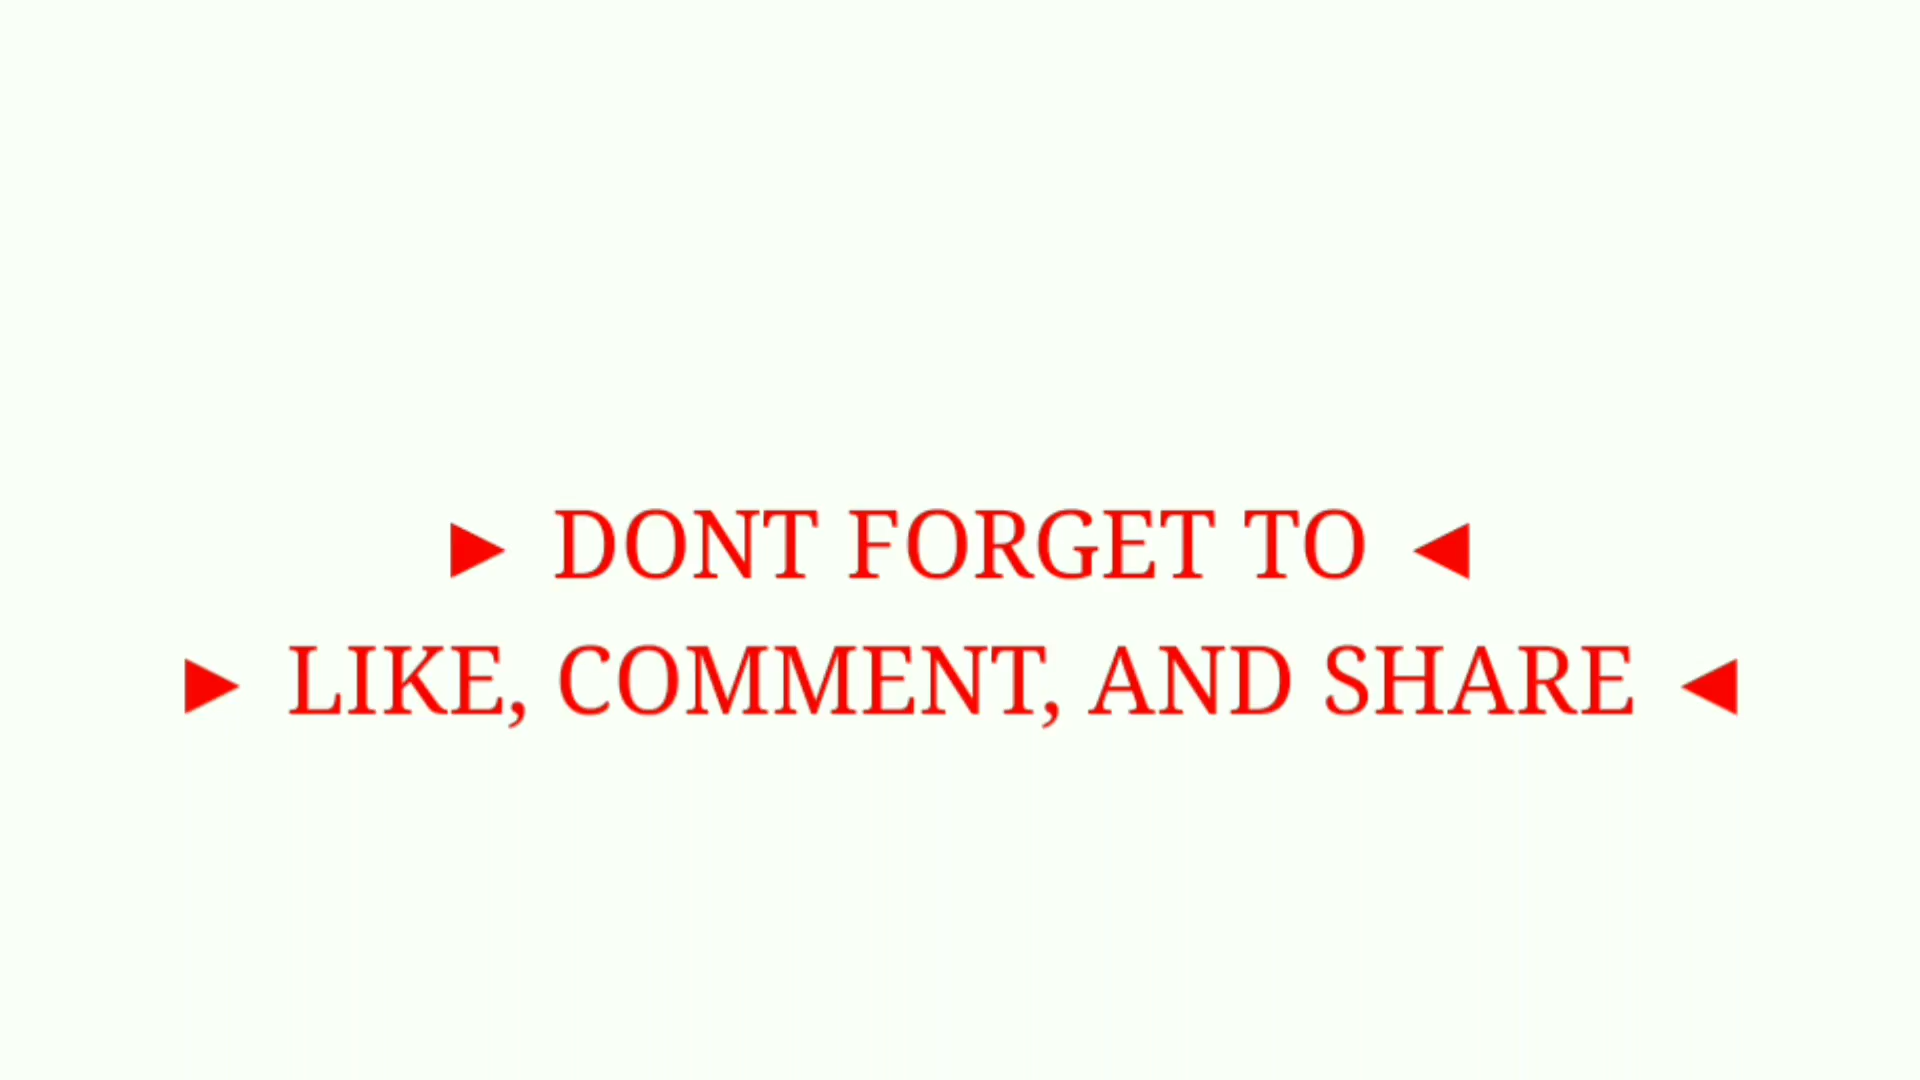 ► DONT FORGET TO ◄
► LIKE, COMMENT, AND SHARE ◄